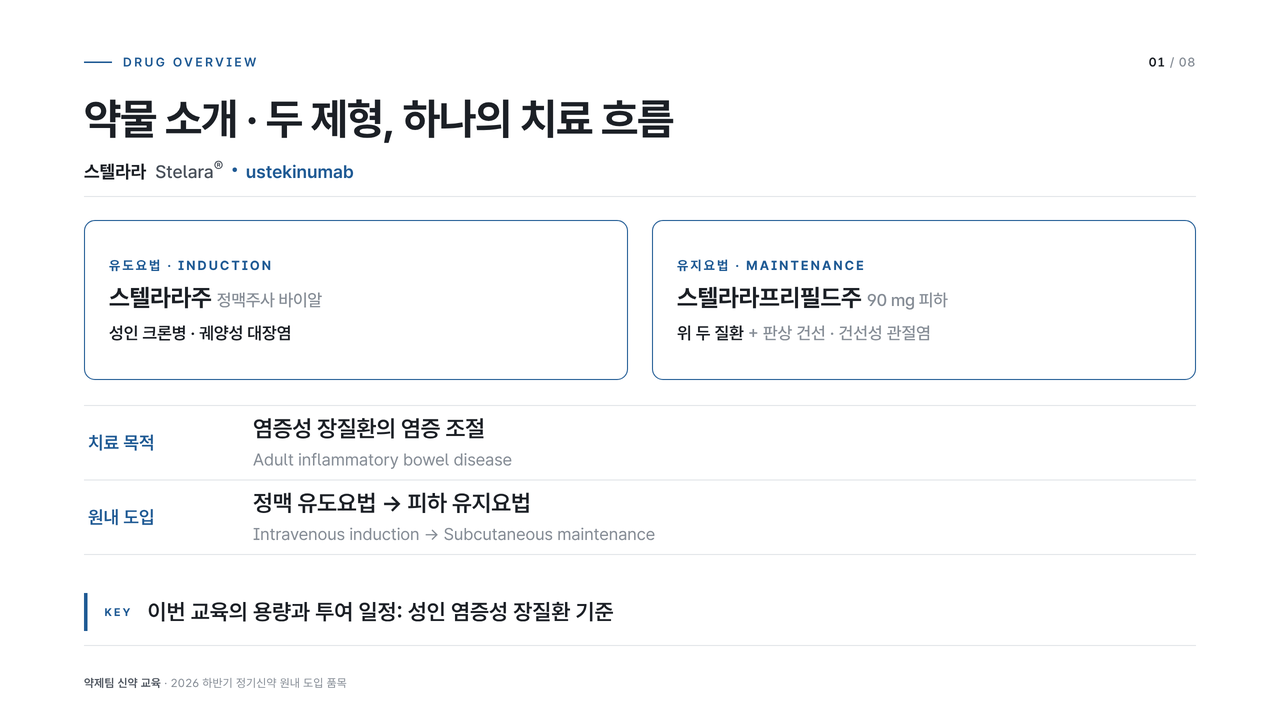 DRUG OVERVIEW
01 / 08
약물 소개 · 두 제형, 하나의 치료 흐름
스텔라라 Stelara® • ustekinumab
유도요법 · INDUCTION
스텔라라주 정맥주사 바이알
성인 크론병 · 궤양성 대장염
유지요법 · MAINTENANCE
스텔라라프리필드주 90 mg 피하
위 두 질환 + 판상 건선 · 건선성 관절염
치료 목적
염증성 장질환의 염증 조절
Adult inflammatory bowel disease
원내 도입
정맥 유도요법 → 피하 유지요법
Intravenous induction → Subcutaneous maintenance
KEY 이번 교육의 용량과 투여 일정: 성인 염증성 장질환 기준
약제팀 신약 교육 · 2026 하반기 정기신약 원내 도입 품목